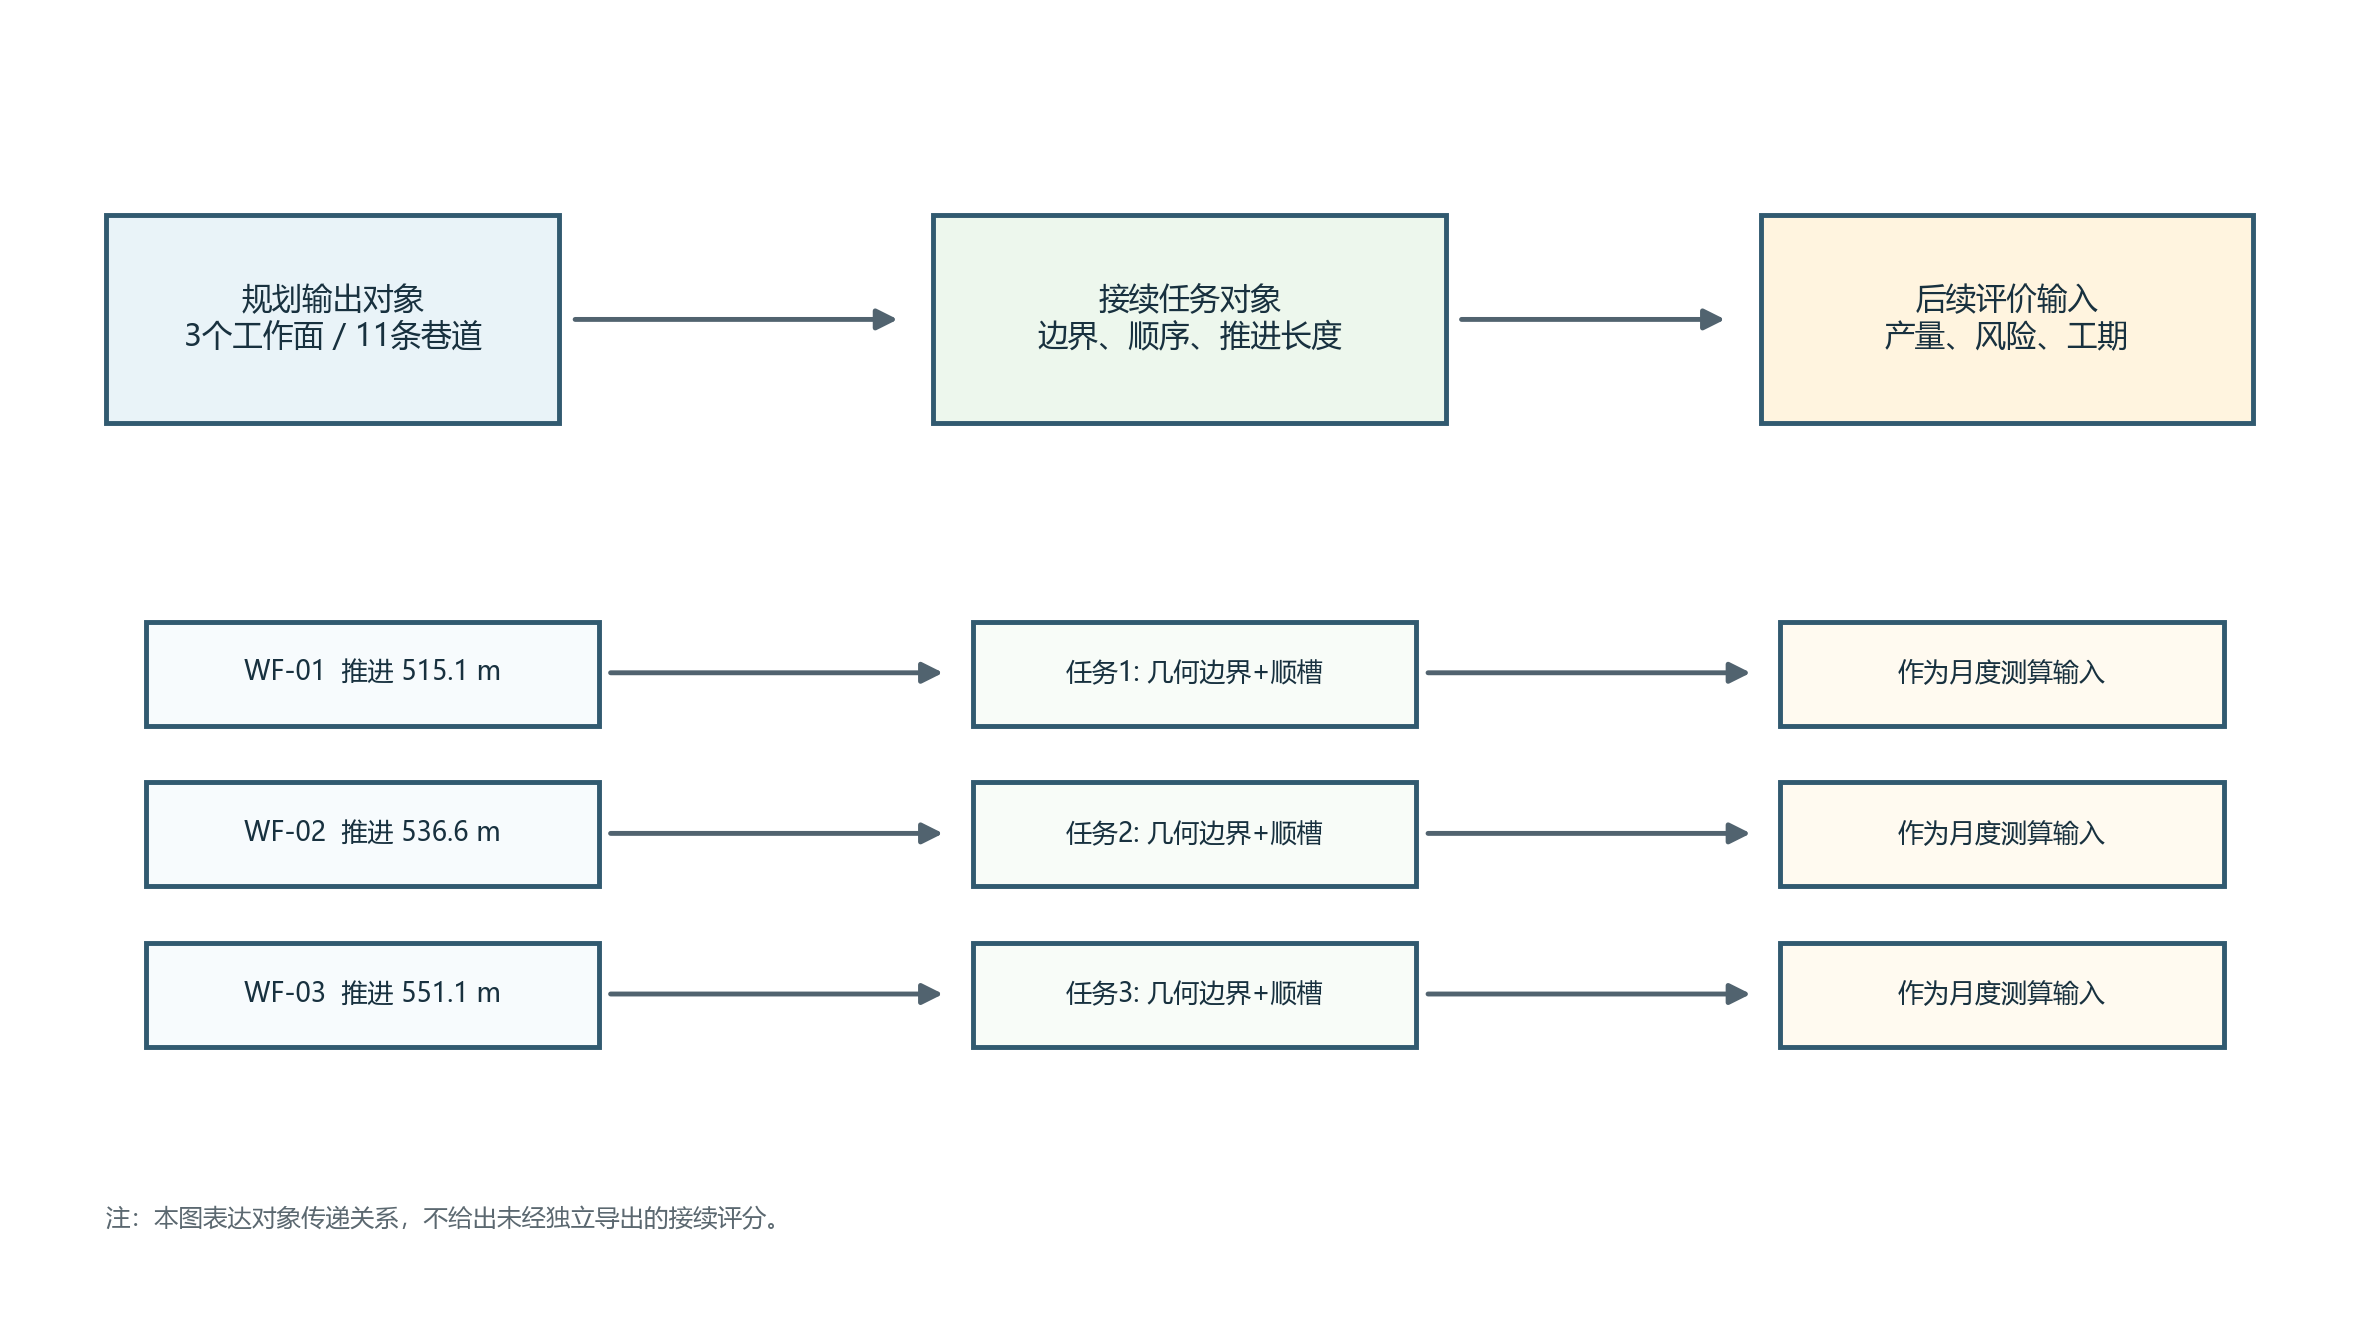 规划输出对象
3个工作面 / 11条巷道
接续任务对象
边界、顺序、推进长度
后续评价输入
产量、风险、工期
WF-01  推进 515.1 m
任务1: 几何边界+顺槽
作为月度测算输入
WF-02  推进 536.6 m
任务2: 几何边界+顺槽
作为月度测算输入
WF-03  推进 551.1 m
任务3: 几何边界+顺槽
作为月度测算输入
注：本图表达对象传递关系，不给出未经独立导出的接续评分。